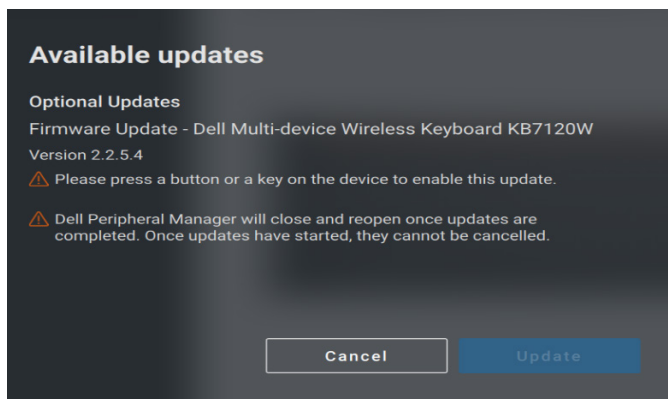 Available updates
Optional Updates
Firmware Update - Dell Multi-device Wireless Keyboard KB7120W
Version 2.2.5.4
Please press a button or a key on the device to enable this update.
Dell Peripheral Manager will close and reopen once updates are
completed. Once updates have started, they cannot be cancelled.
Cancel Update